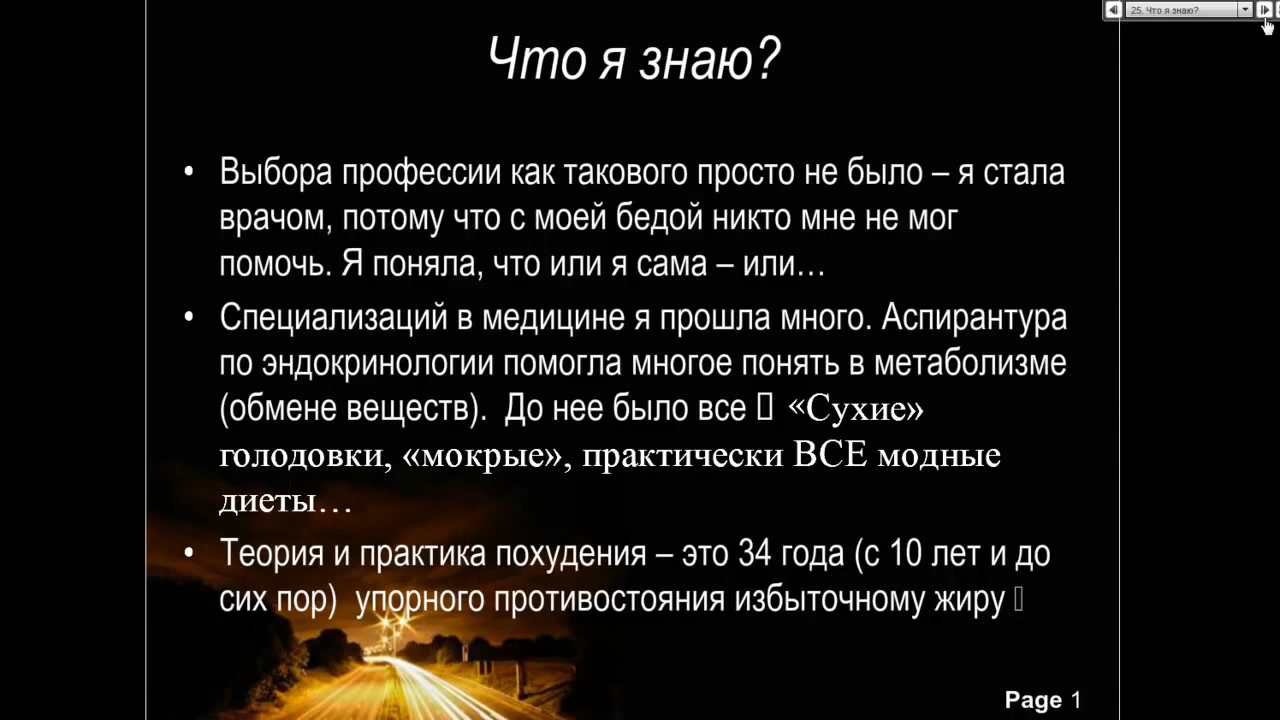 25. Что я знаю?
Что я знаю?
• Выбора профессии как такового просто не было – я стала
врачом, потому что с моей бедой никто мне не мог
помочь. Я поняла, что или я сама – или…
• Специализаций в медицине я прошла много. Аспирантура
по эндокринологии помогла многое понять в метаболизме
(обмене веществ). До нее было все «Сухие»
голодовки, «мокрые», практически ВСЕ модные
диеты…
• Теория и практика похудения – это 34 года (с 10 лет и до
сих пор) упорного противостояния избыточному жиру
Page 1